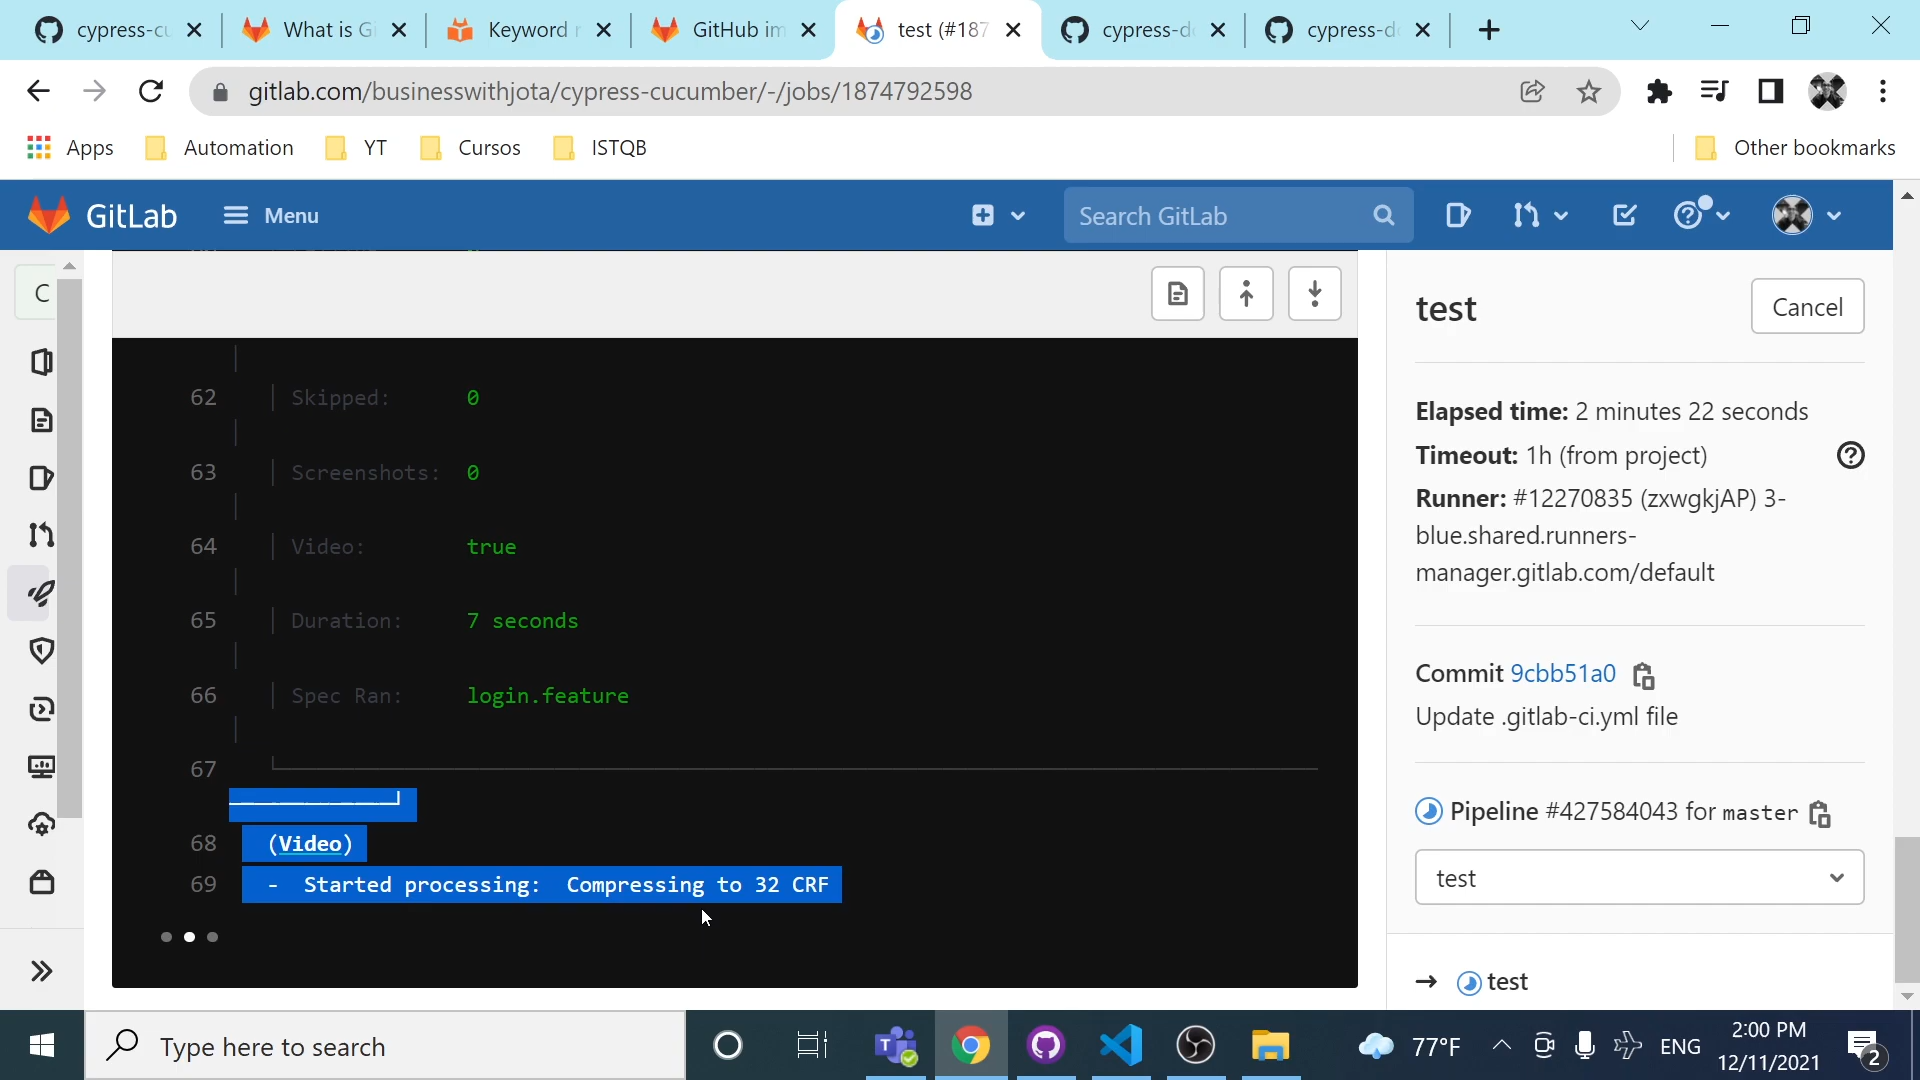 cypress-cu
What is Gi
Keyword r
GitHub im
test (#187
cypress-de
cypress-de
gitlab.com/businesswithjota/cypress-cucumber/-/jobs/1874792598
Apps
Automation
YT
Cursos
ISTQB
Other bookmarks
GitLab
Menu
Search GitLab
C
62 | Skipped: 0
63 | Screenshots: 0
64 | Video: true
65 | Duration: 7 seconds
66 | Spec Ran: login.feature
67
68 (Video)
69 - Started processing: Compressing to 32 CRF
test
Cancel
Elapsed time: 2 minutes 22 seconds
Timeout: 1h (from project)
Runner: #12270835 (zxwgkjAP) 3-
blue.shared.runners-
manager.gitlab.com/default
Commit 9cbb51a0
Update .gitlab-ci.yml file
Pipeline #427584043 for master
test
→ test
Type here to search
77°F
ENG
2:00 PM
12/11/2021
2